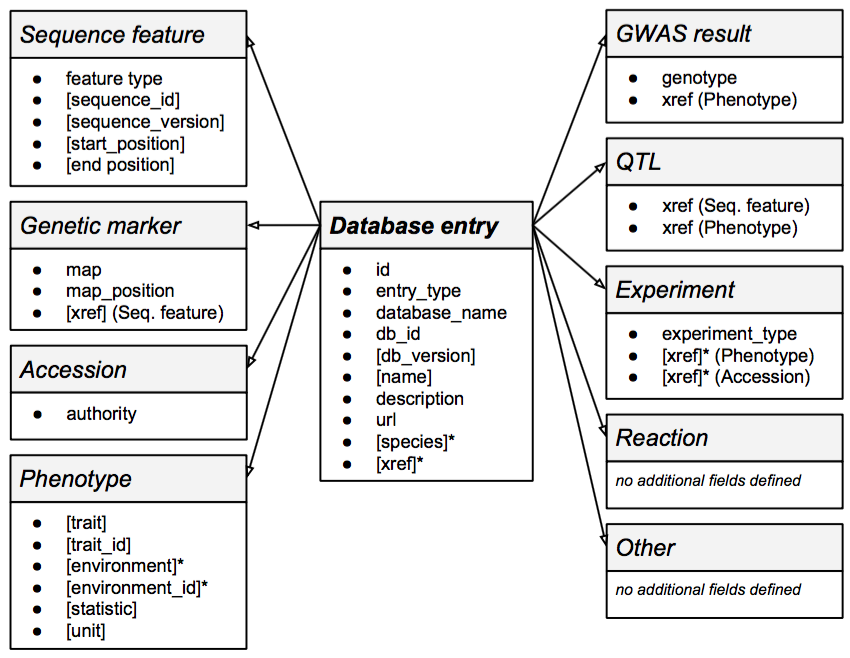 Sequence feature
● feature type
● [sequence_id]
● [sequence_version]
● [start_position]
● [end position]
Genetic marker
● map
● map_position
● [xref] (Seq. feature)
Accession
● authority
Phenotype
● [trait]
● [trait_id]
● [environment]*
● [environment_id]*
● [statistic]
● [unit]
Database entry
● id
● entry_type
● database_name
● db_id
● [db_version]
● [name]
● description
● url
● [species]*
● [xref]*
GWAS result
● genotype
● xref (Phenotype)
QTL
● xref (Seq. feature)
● xref (Phenotype)
Experiment
● experiment_type
● [xref]* (Phenotype)
● [xref]* (Accession)
Reaction
no additional fields defined
Other
no additional fields defined